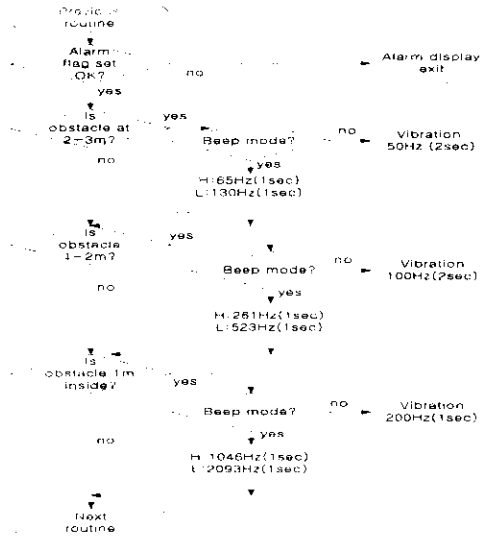 routine
Alarm
flag set
OK?
no
Alarm display
exit
yes
Is
obstacle at
2-3m?
yes
Beep mode?
no
Vibration
50Hz (2sec)
no
yes
H:65Hz(1sec)
L:130Hz(1sec)
Is
obstacle
1-2m?
yes
Beep mode?
no
Vibration
100Hz(2sec)
no
yes
H:261Hz(1sec)
L:523Hz(1sec)
Is
obstacle 1m
inside?
yes
Beep mode?
no
Vibration
200Hz(1sec)
no
yes
H:1046Hz(1sec)
L:2093Hz(1sec)
Next
routine